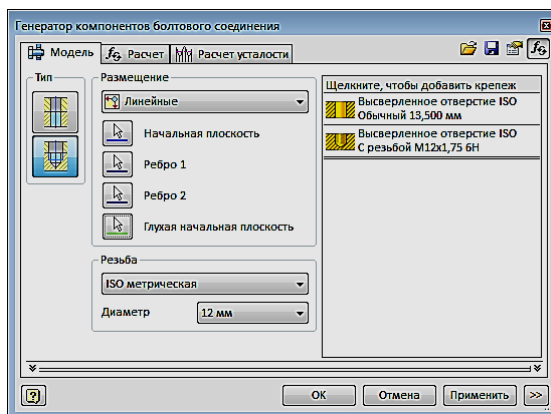 Генератор компонентов болтового соединения
Модель
Расчет
Расчет усталости
Тип
Размещение
Линейные
Начальная плоскость
Ребро 1
Ребро 2
Глухая начальная плоскость
Резьба
ISO метрическая
Диаметр
12 мм
Щелкните, чтобы добавить крепеж
Высверленное отверстие ISO
Обычный 13,500 мм
Высверленное отверстие ISO
С резьбой M12x1,75 6H
OK
Отмена
Применить
>>